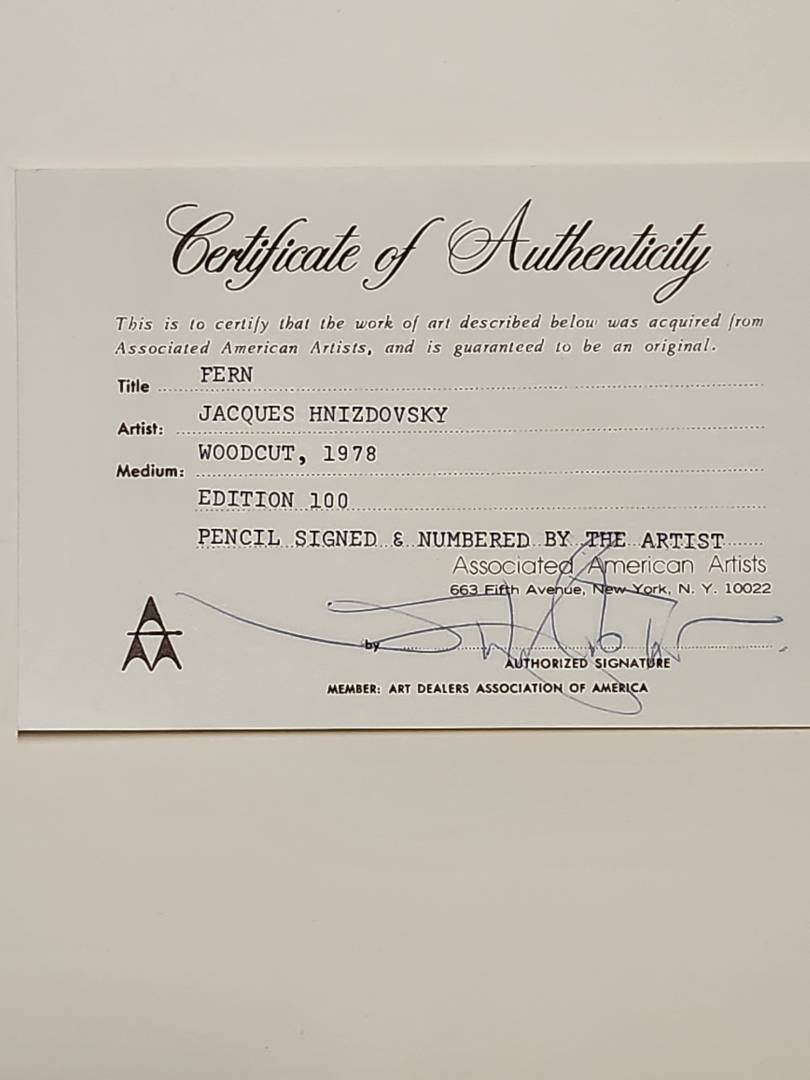 Certificate of Authenticity
This is to certify that the work of art described below was acquired from
Associated American Artists, and is guaranteed to be an original.
Title FERN
Artist: JACQUES HNIZDOVSKY
Medium: WOODCUT, 1978
EDITION 100
PENCIL SIGNED & NUMBERED BY THE ARTIST
Associated American Artists
663 Fifth Avenue, New York, N. Y. 10022
by
AUTHORIZED SIGNATURE
MEMBER: ART DEALERS ASSOCIATION OF AMERICA